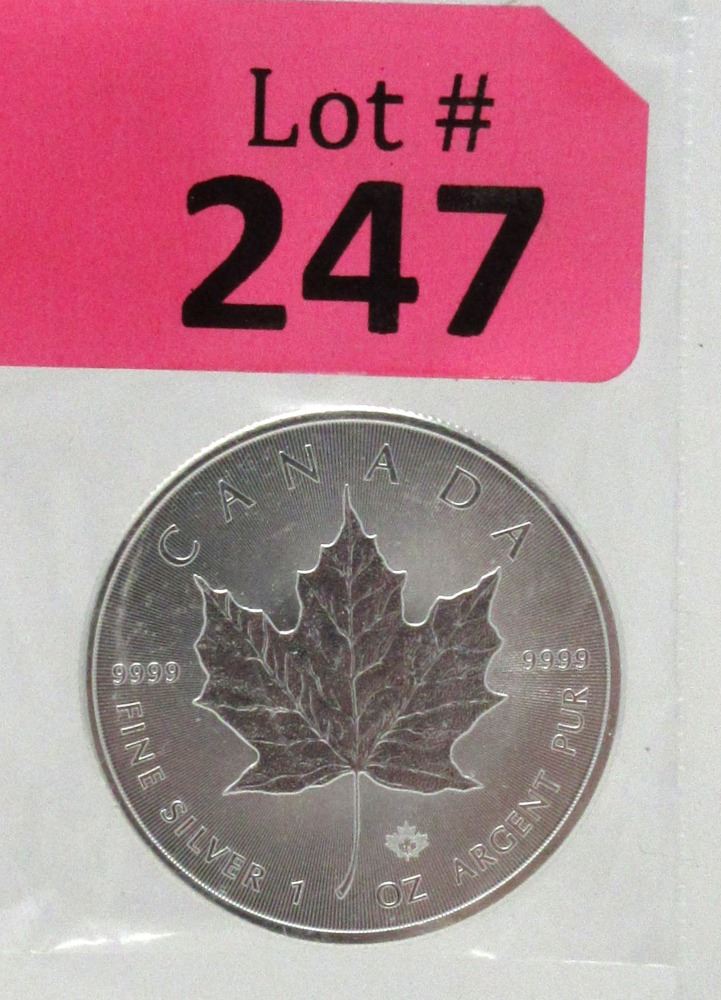 Lot #
247
CANADA
9999 9999
FINE SILVER 1 OZ ARGENT PUR